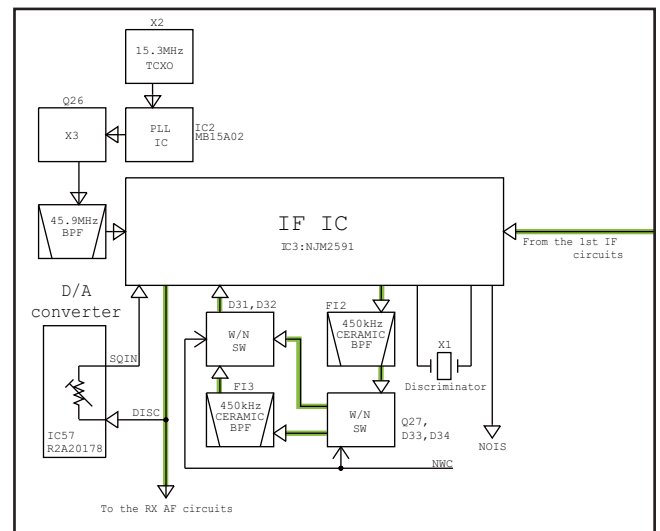 X2
15.3MHz
TCXO
Q26
X3
PLL
IC
IC2
MB15A02
45.9MHz
BPF
IF IC
IC3:NJM2591
From the 1st IF
circuits
D/A
converter
D31,D32
FI2
W/N
SW
450kHz
CERAMIC
BPF
X1
Discriminator
SQIN
FI3
450kHz
CERAMIC
BPF
W/N
SW
Q27,
D33,D34
DISC
IC57
R2A20178
NOIS
NWC
To the RX AF circuits